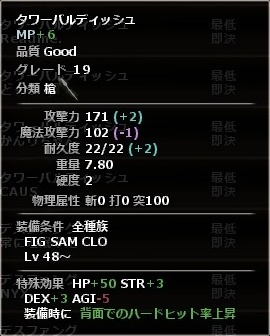 タワーバルディッシュ
MP+6
品質 Good
グレード 19
分類 槍
攻撃力 171 (+2)
魔法攻撃力 102 (-1)
耐久度 22/22 (+2)
重量 7.80
硬度 2
物理属性 斬0 打0 突100
装備条件 全種族
FIG SAM CLO
Lv 48~
特殊効果 HP+50 STR+3
DEX+3 AGI-5
装備時に 背面でのハードヒット率上昇